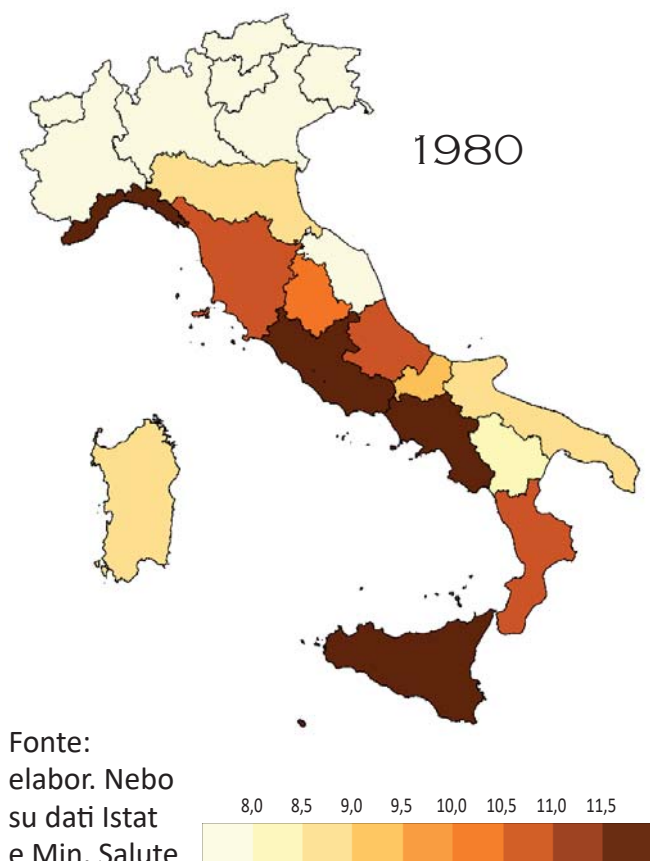 1980
Fonte:
elabor. Nebo
su dati Istat
e Min. Salute
8,0 8,5 9,0 9,5 10,0 10,5 11,0 11,5